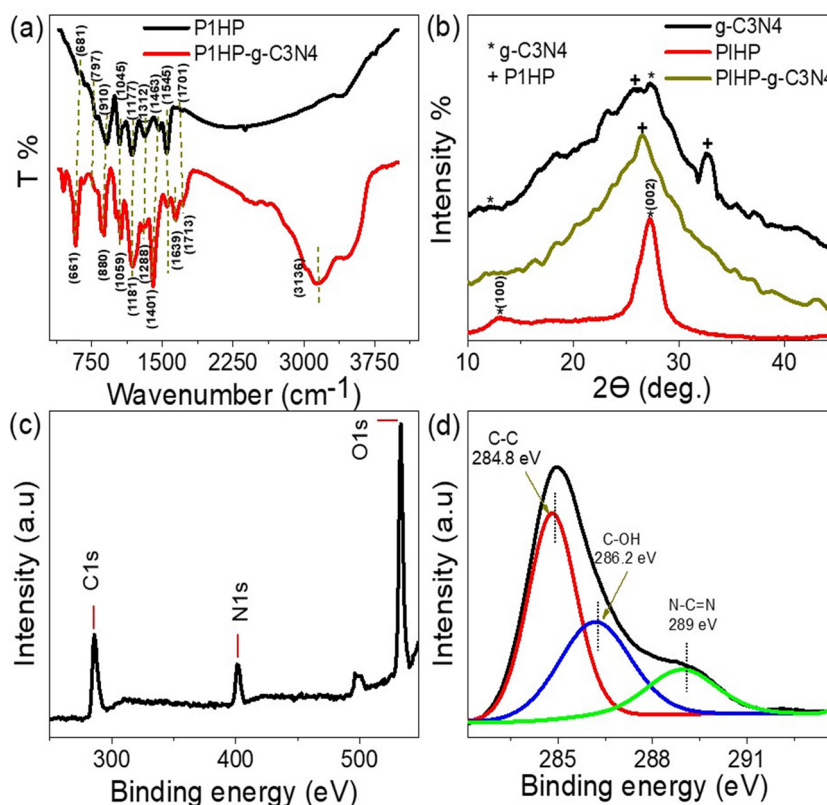 (a)
P1HP
P1HP-g-C3N4
(681)
(797)
(910)
(1045)
(1177)
(1312)
(1463)
(1545)
(1701)
(661)
(880)
(1059)
(1181)
(1288)
(1401)
(1639)
(1713)
(3136)
T %
750 1500 2250 3000 3750
Wavenumber (cm-1)
(b)
* g-C3N4
+ P1HP
g-C3N4
PIHP
PIHP-g-C3N4
+
*
+
+
*
*(002)
*(100)
Intensity %
10 20 30 40
2Θ (deg.)
(c)
C1s
N1s
O1s
Intensity (a.u)
300 400 500
Binding energy (eV)
(d)
C-C
284.8 eV
C-OH
286.2 eV
N-C=N
289 eV
Intensity (a.u)
285 288 291
Binding energy (eV)